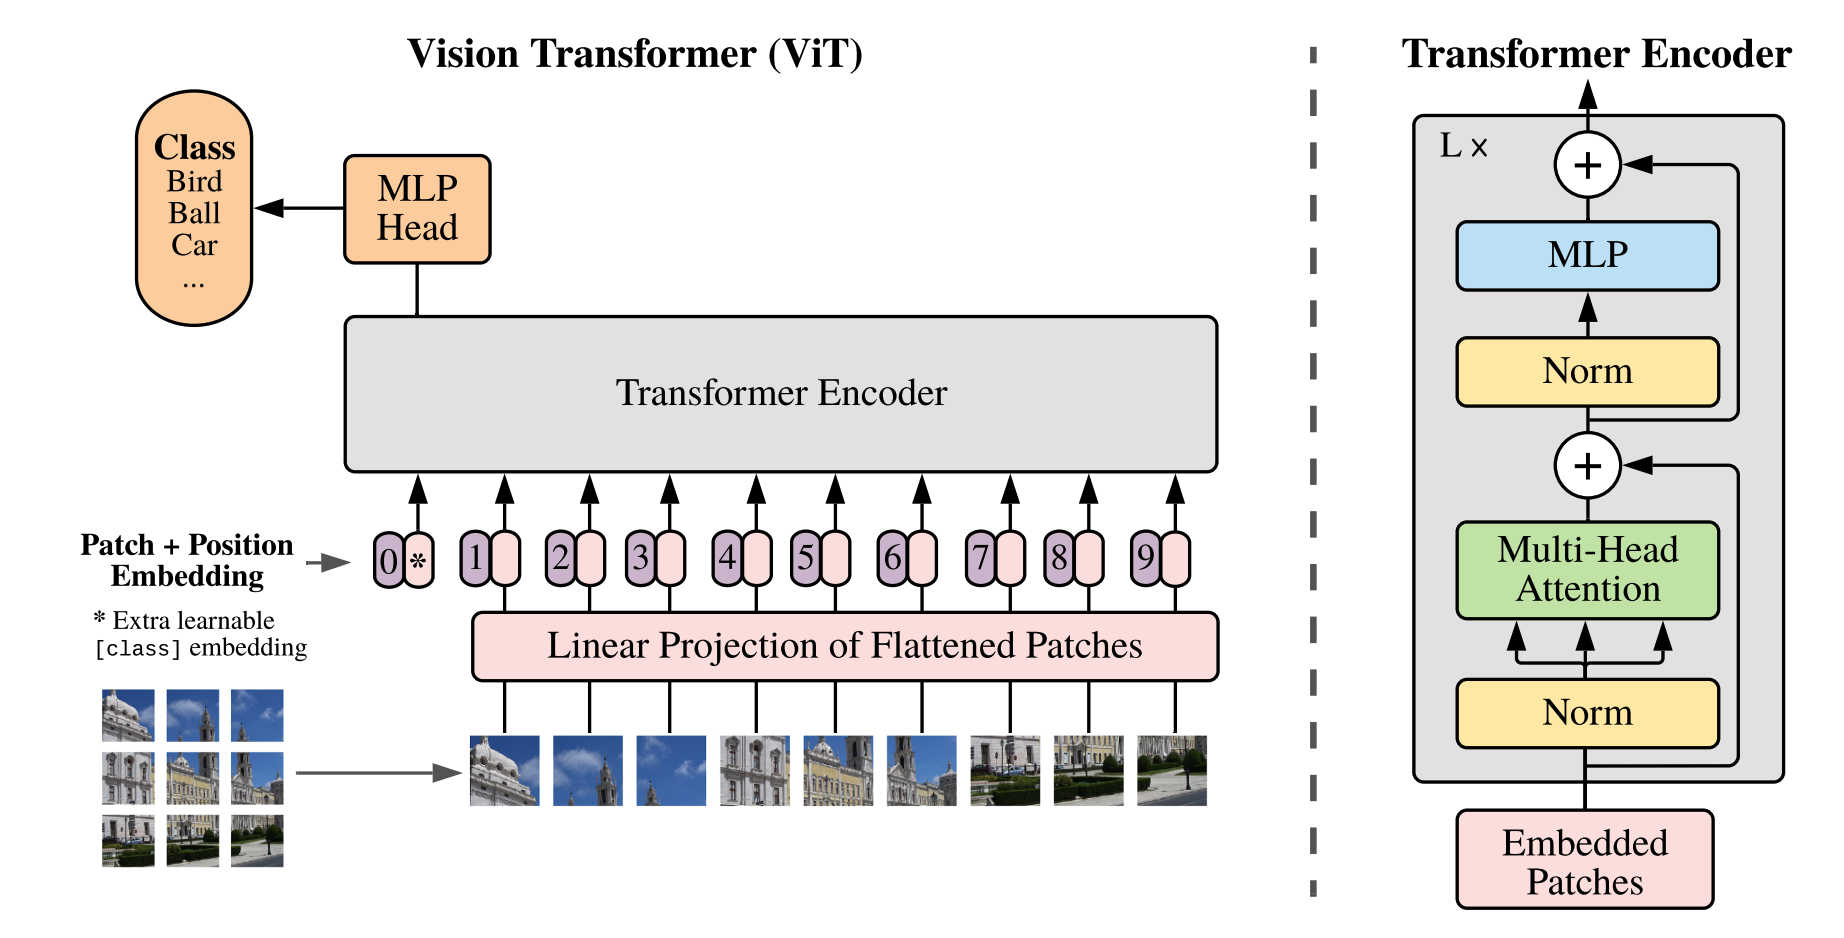 Vision Transformer (ViT)
Class
Bird
Ball
Car
...
MLP
Head
Transformer Encoder
Patch + Position
Embedding
* Extra learnable
[class] embedding
0 * 1 2 3 4 5 6 7 8 9
Linear Projection of Flattened Patches
Transformer Encoder
L ×
+
MLP
Norm
+
Multi-Head
Attention
Norm
Embedded
Patches